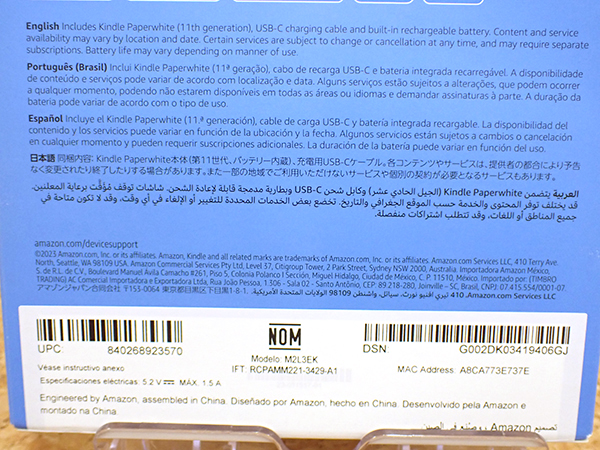 English Includes Kindle Paperwhite (11th generation), USB-C charging cable and built-in rechargeable battery. Content and service
availability may vary by location and date. Certain services are subject to change or cancellation at any time, and may require separate
subscriptions. Battery life may vary depending on manner of use.
Português (Brasil) Inclui Kindle Paperwhite (11ª geração), cabo de recarga USB-C e bateria integrada recarregável. A disponibilidade
de conteúdo e serviços pode variar de acordo com localização e data. Alguns serviços estão sujeitos a alterações, que podem ocorrer
a qualquer momento, podendo não estarem disponíveis em todas as áreas ou idiomas e demandar assinaturas à parte. A duração da
bateria pode variar de acordo com o tipo de uso.
Español Incluye el Kindle Paperwhite (11.ª generación), cable de carga USB-C y batería integrada recargable. La disponibilidad del
contenido y los servicios puede variar en función de la ubicación y la fecha. Algunos servicios están sujetos a cambios o cancelación
en cualquier momento y pueden requerir suscripciones adicionales. La duración de la batería puede variar en función del uso.
日本語 同梱内容: Kindle Paperwhite本体(第11世代、バッテリー内蔵)、充電用USB-Cケーブル。各コンテンツやサービスは、提供者の都合により予告
なく変更されたり終了したりする場合があります。また一部の地域でご利用いただけないサービスや個別の契約が必要となるサービスもあります。
العربية يتضمن Kindle Paperwhite (الجيل الحادي عشر) وكابل شحن USB-C وبطارية مدمجة قابلة لإعادة الشحن. شاشات توقف مُؤقَّت برعاية المعلنين.
قد يختلف توفر المحتوى والخدمة حسب الموقع الجغرافي والتاريخ. تخضع بعض الخدمات المحددة للتغيير أو الإلغاء في أي وقت، وقد لا تكون متاحة في
جميع المناطق أو اللغات، وقد تتطلب اشتراكات منفصلة.
amazon.com/devicesupport
©2023 Amazon.com, Inc. or its affiliates. Amazon, Kindle and all related marks are trademarks of Amazon.com, Inc. or its affiliates. Amazon.com Services LLC, 410 Terry Ave.
North, Seattle, WA 98109 USA. Amazon Commercial Services Pty Ltd, Level 37, Citigroup Tower, 2 Park Street, Sydney NSW 2000, Australia. Importadora Amazon México,
S. de R.L. de C.V., Boulevard Manuel Avila Camacho #261, Piso 5, Colonia Polanco I Sección, Miguel Hidalgo, Ciudad de México, C. P. 11510, México. Importado por: (TIMBRO
TRADING) AC Comercial Importadora e Exportadora Ltda, Rua João Pessoa, 1.306 - Sala 02 - Santo Antônio, CEP: 89.218-280, Joinville – SC, Brasil, CNPJ: 07.415.554/0001-07.
アマゾンジャパン合同会社 〒153-0064 東京都目黒区下目黒1-8-1. 410 Amazon.com Services LLC تيري أفنيو نورث، سياتل، واشنطن 98109 الولايات المتحدة الأمريكية.
UPC: 840268923570
NOM
DSN G002DK03419406GJ
Modelo: M2L3EK
IFT: RCPAMM221-3429-A1
MAC Address: A8CA773E737E
Véase instructivo anexo
Especificaciones electricas: 5.2 V ⎓ MÁX. 1.5 A
Engineered by Amazon, assembled in China. Diseñado por Amazon, hecho en China. Desenvolvido pela Amazon e
montado na China.
تصميم Amazon وصُنع في الصين